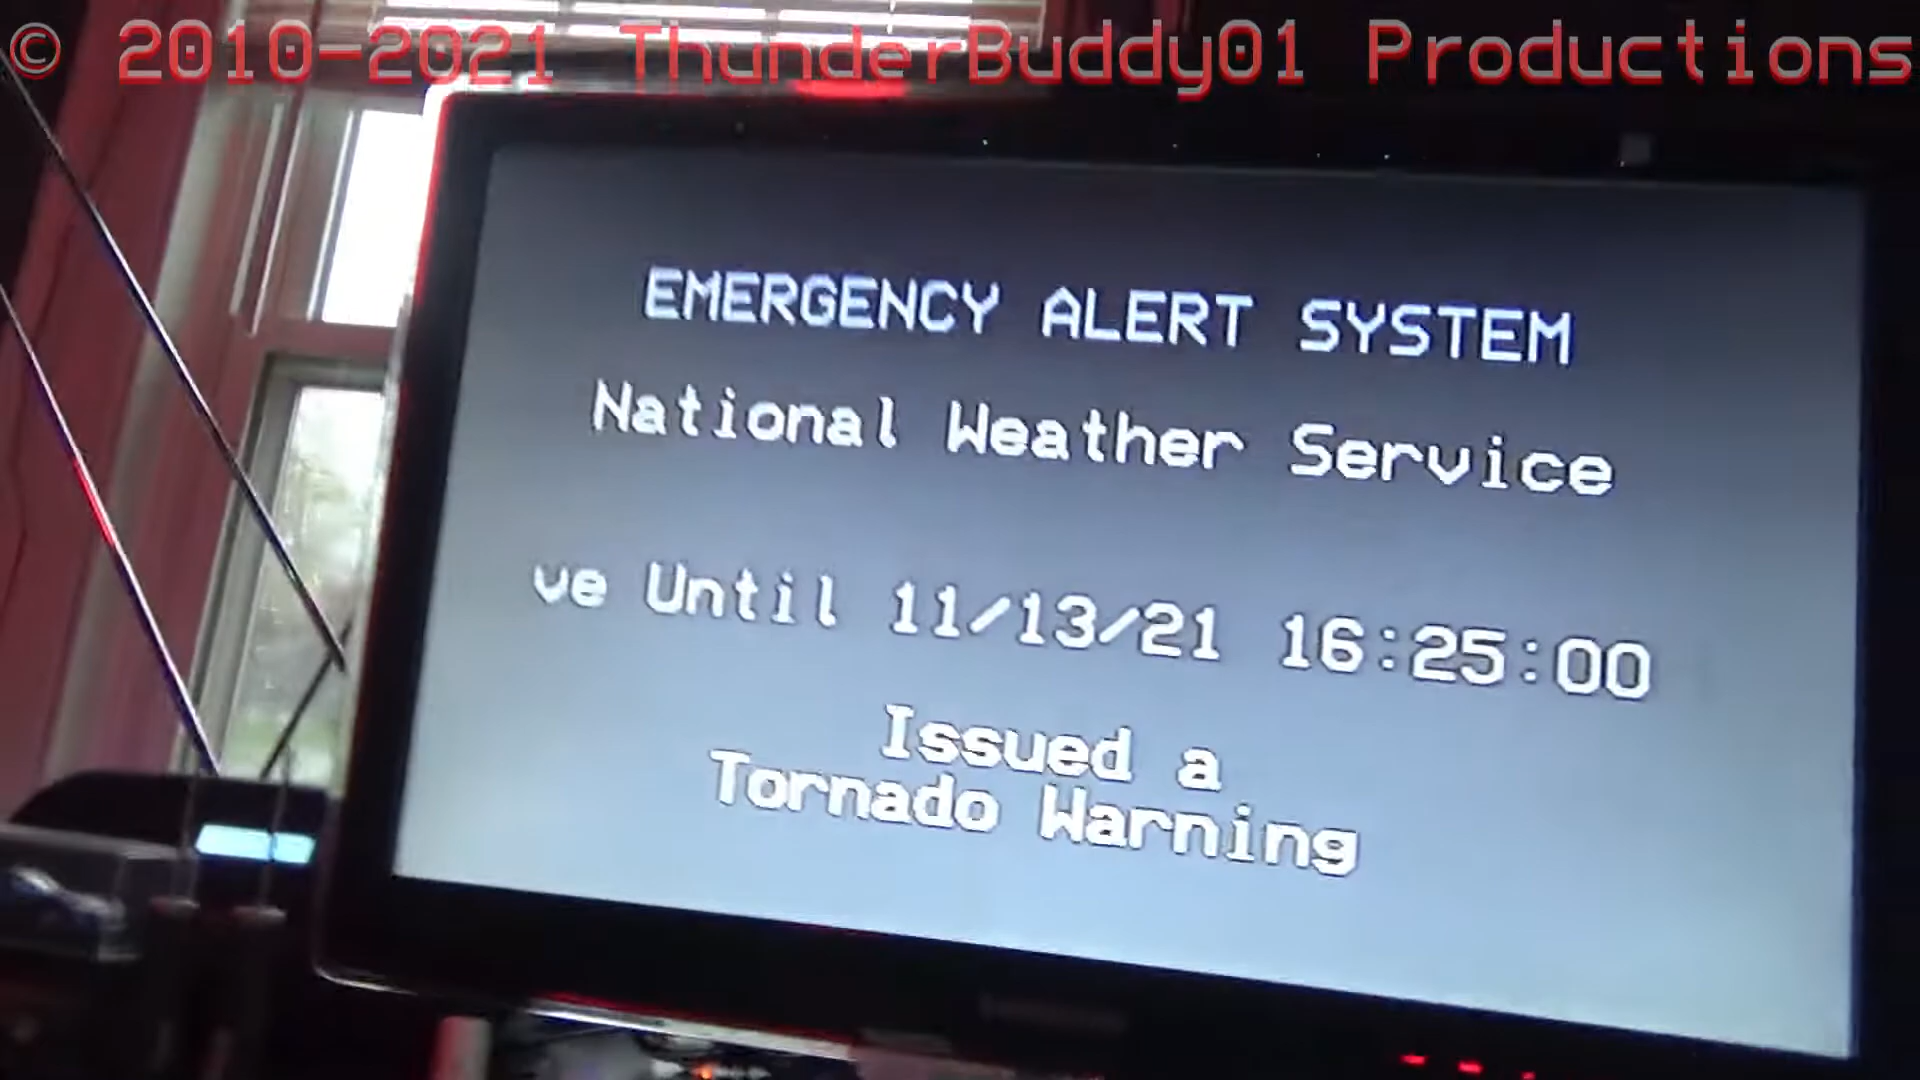 © 2010-2021 ThunderBuddy01 Productions
EMERGENCY ALERT SYSTEM
National Weather Service
ve Until 11/13/21 16:25:00
Issued a
Tornado Warning